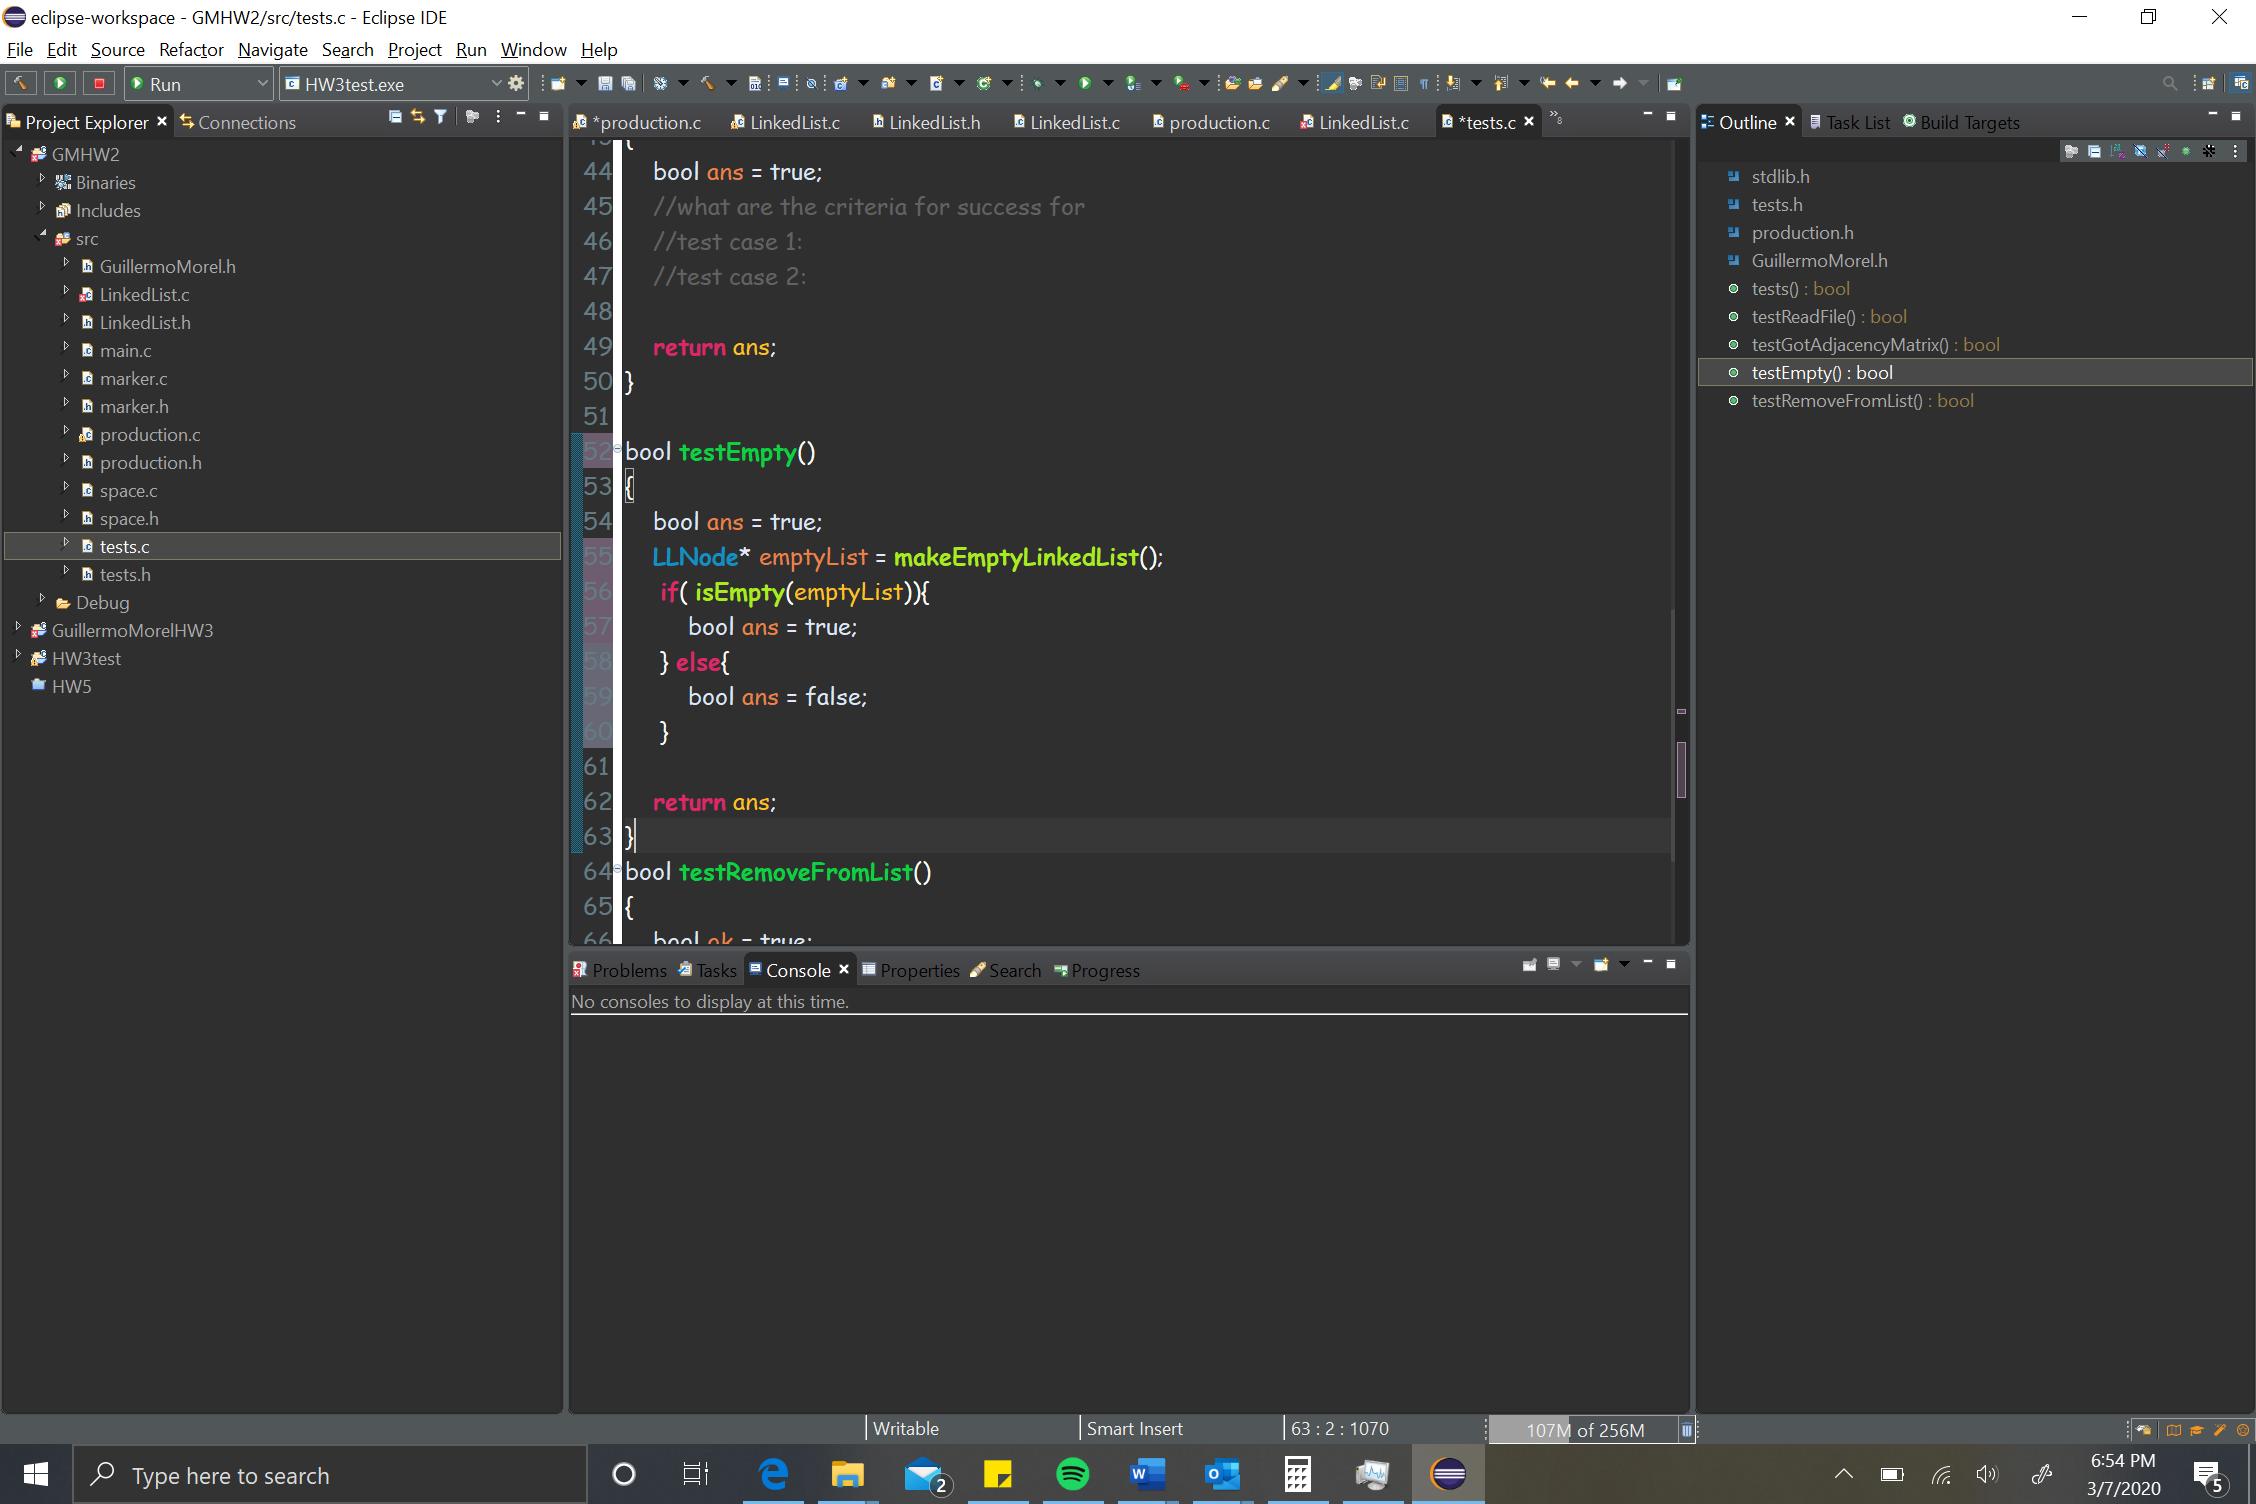 eclipse-workspace - GMHW2/src/tests.c - Eclipse IDE
File Edit Source Refactor Navigate Search Project Run Window Help
Run HW3test.exe
Project Explorer Connections
GMHW2
Binaries
Includes
src
GuillermoMorel.h
LinkedList.c
LinkedList.h
main.c
marker.c
marker.h
production.c
production.h
space.c
space.h
tests.c
tests.h
Debug
GuillermoMorelHW3
HW3test
HW5
*production.c LinkedList.c LinkedList.h LinkedList.c production.c LinkedList.c *tests.c »8
43 {
44 bool ans = true;
45 //what are the criteria for success for
46 //test case 1:
47 //test case 2:
48
49 return ans;
50 }
51
52 bool testEmpty()
53 {
54 bool ans = true;
55 LLNode* emptyList = makeEmptyLinkedList();
56 if( isEmpty(emptyList)){
57 bool ans = true;
58 } else{
59 bool ans = false;
60 }
61
62 return ans;
63 }
64 bool testRemoveFromList()
65 {
66 bool ok = true;
Outline Task List Build Targets
stdlib.h
tests.h
production.h
GuillermoMorel.h
tests() : bool
testReadFile() : bool
testGotAdjacencyMatrix() : bool
testEmpty() : bool
testRemoveFromList() : bool
Problems Tasks Console Properties Search Progress
No consoles to display at this time.
Writable Smart Insert 63 : 2 : 1070 107M of 256M
Type here to search
2
6:54 PM
3/7/2020
5